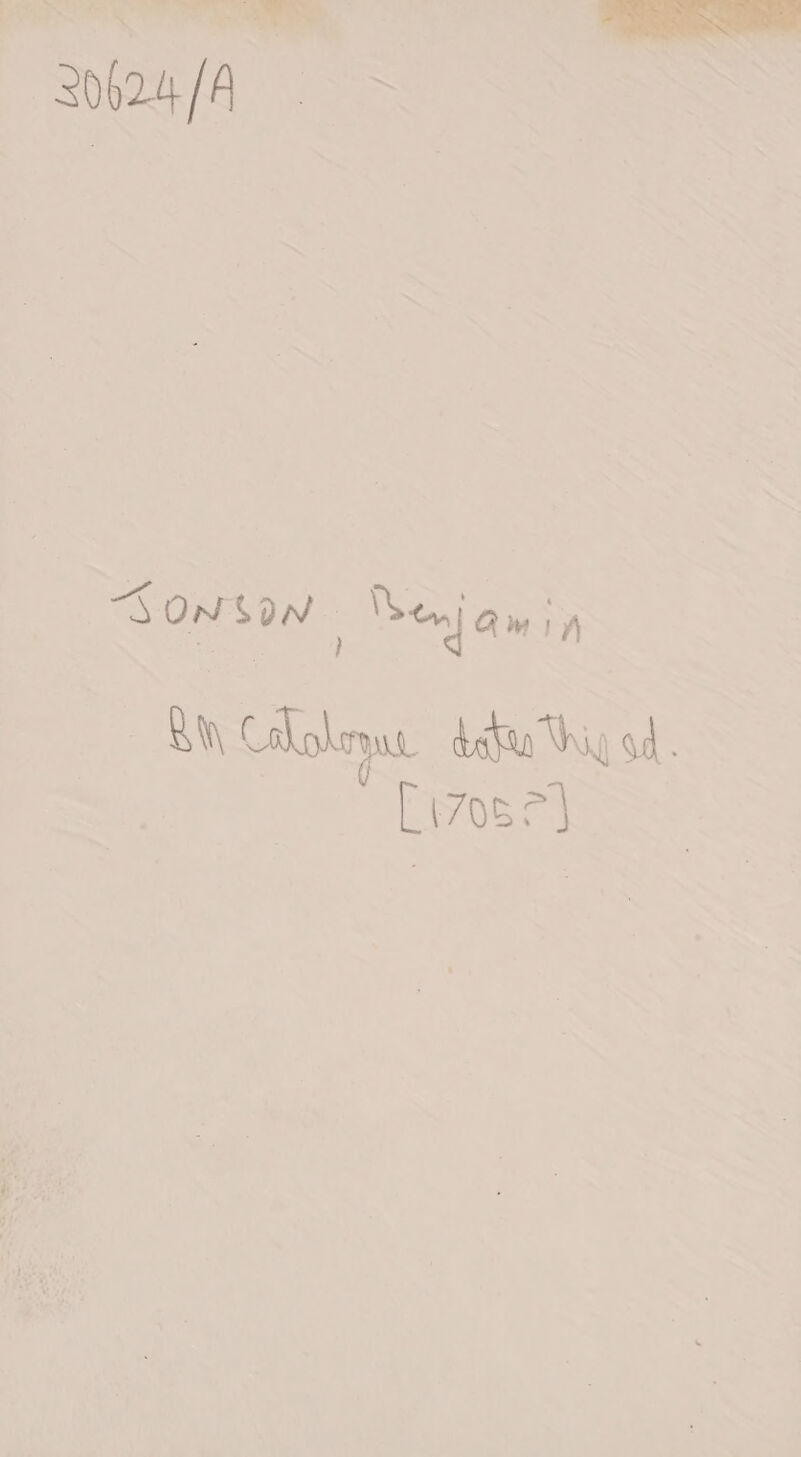 30624/A
JONSON, Benjamin
BM Catalogue dates this ed.
[1705?]